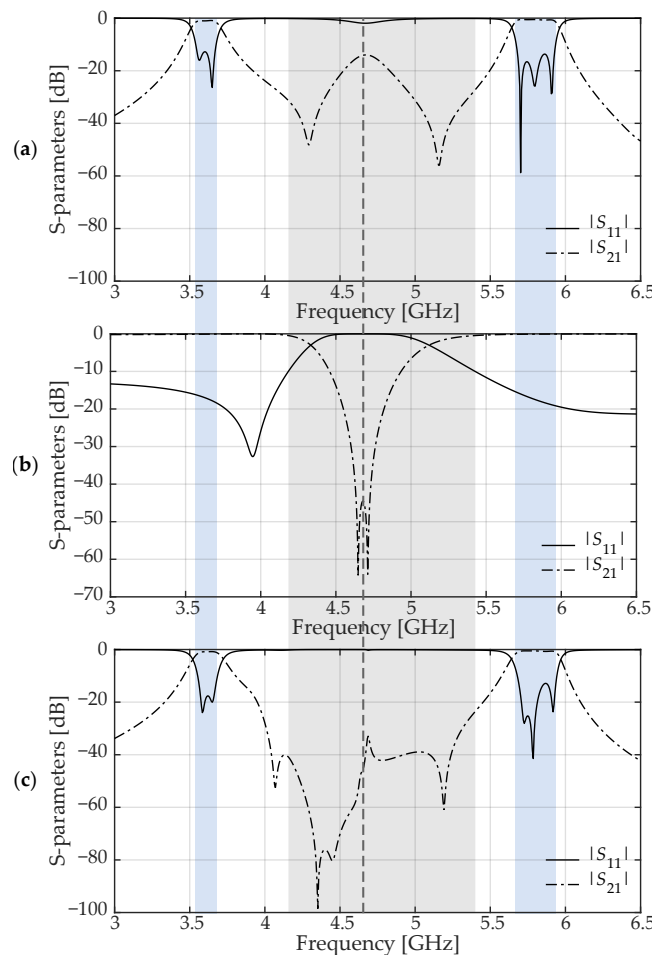 0
−20
−40
−60
−80
−100
S-parameters [dB]
(a)
|S11|
|S21|
3 3.5 4 4.5 5 5.5 6 6.5
Frequency [GHz]
0
−10
−20
−30
−40
−50
−60
−70
S-parameters [dB]
(b)
|S11|
|S21|
3 3.5 4 4.5 5 5.5 6 6.5
Frequency [GHz]
0
−20
−40
−60
−80
−100
S-parameters [dB]
(c)
|S11|
|S21|
3 3.5 4 4.5 5 5.5 6 6.5
Frequency [GHz]